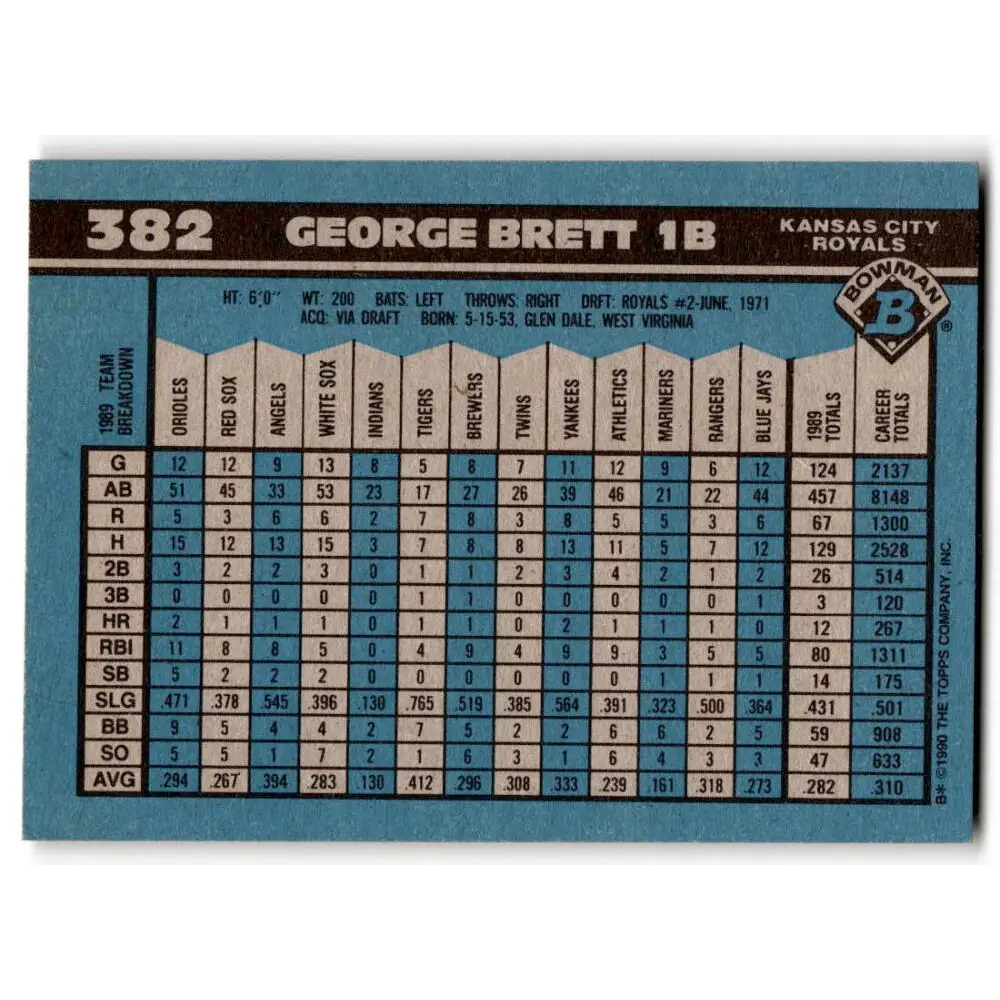 382 GEORGE BRETT 1B KANSAS CITY ROYALS
BOWMAN
B ®
HT: 6'0" WT: 200 BATS: LEFT THROWS: RIGHT DRFT: ROYALS #2-JUNE, 1971
ACQ: VIA DRAFT BORN: 5-15-53, GLEN DALE, WEST VIRGINIA
1989 TEAM BREAKDOWN ORIOLES RED SOX ANGELS WHITE SOX INDIANS TIGERS BREWERS TWINS YANKEES ATHLETICS MARINERS RANGERS BLUE JAYS 1989 TOTALS CAREER TOTALS
G 12 12 9 13 8 5 8 7 11 12 9 6 12 124 2137
AB 51 45 33 53 23 17 27 26 39 46 21 22 44 457 8148
R 5 3 6 6 2 7 8 3 8 5 5 3 6 67 1300
H 15 12 13 15 3 7 8 8 13 11 5 7 12 129 2528
2B 3 2 2 3 0 1 1 2 3 4 2 1 2 26 514
3B 0 0 0 0 0 1 1 0 0 0 0 0 1 3 120
HR 2 1 1 1 0 1 1 0 2 1 1 1 0 12 267
RBI 11 8 8 5 0 4 9 4 9 9 3 5 5 80 1311
SB 5 2 2 2 0 0 0 0 0 0 1 1 1 14 175
SLG .471 .378 .545 .396 .130 .765 .519 .385 .564 .391 .323 .500 .364 .431 .501
BB 9 5 4 4 2 7 5 2 2 6 6 2 5 59 908
SO 5 5 1 7 2 1 6 3 1 6 4 3 3 47 633
AVG .294 .267 .394 .283 .130 .412 .296 .308 .333 .239 .161 .318 .273 .282 .310
B* ©1990 THE TOPPS COMPANY, INC.